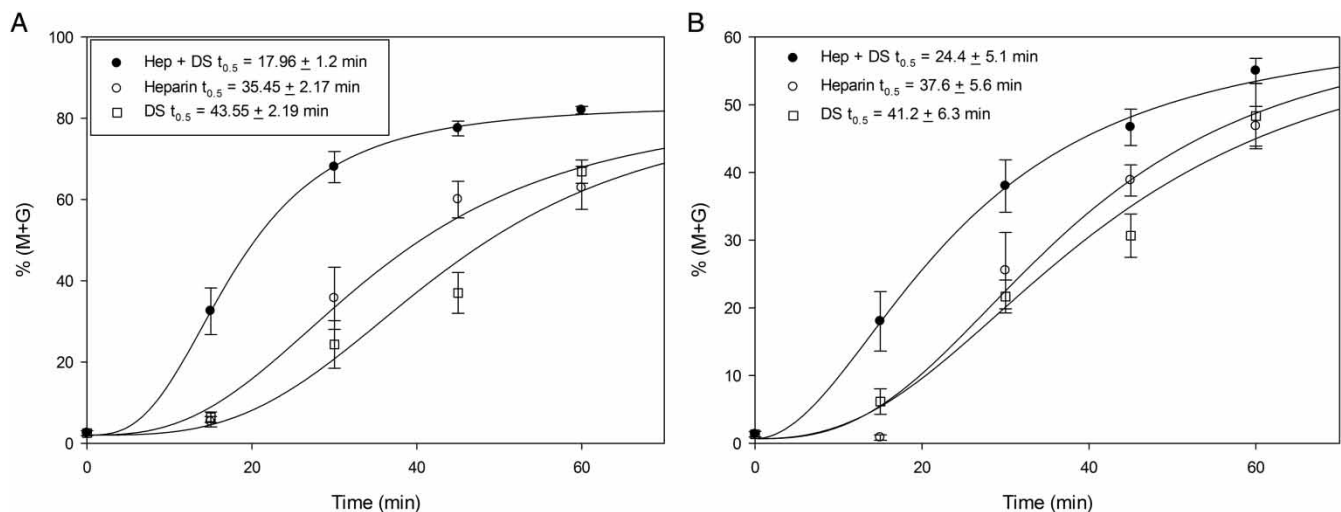 A
100
80
60
40
20
0
% (M+G)
Hep + DS t0.5 = 17.96 ± 1.2 min
Heparin t0.5 = 35.45 ± 2.17 min
DS t0.5 = 43.55 ± 2.19 min
0 20 40 60
Time (min)
B
60
50
40
30
20
10
0
% (M+G)
Hep + DS t0.5 = 24.4 ± 5.1 min
Heparin t0.5 = 37.6 ± 5.6 min
DS t0.5 = 41.2 ± 6.3 min
0 20 40 60
Time (min)